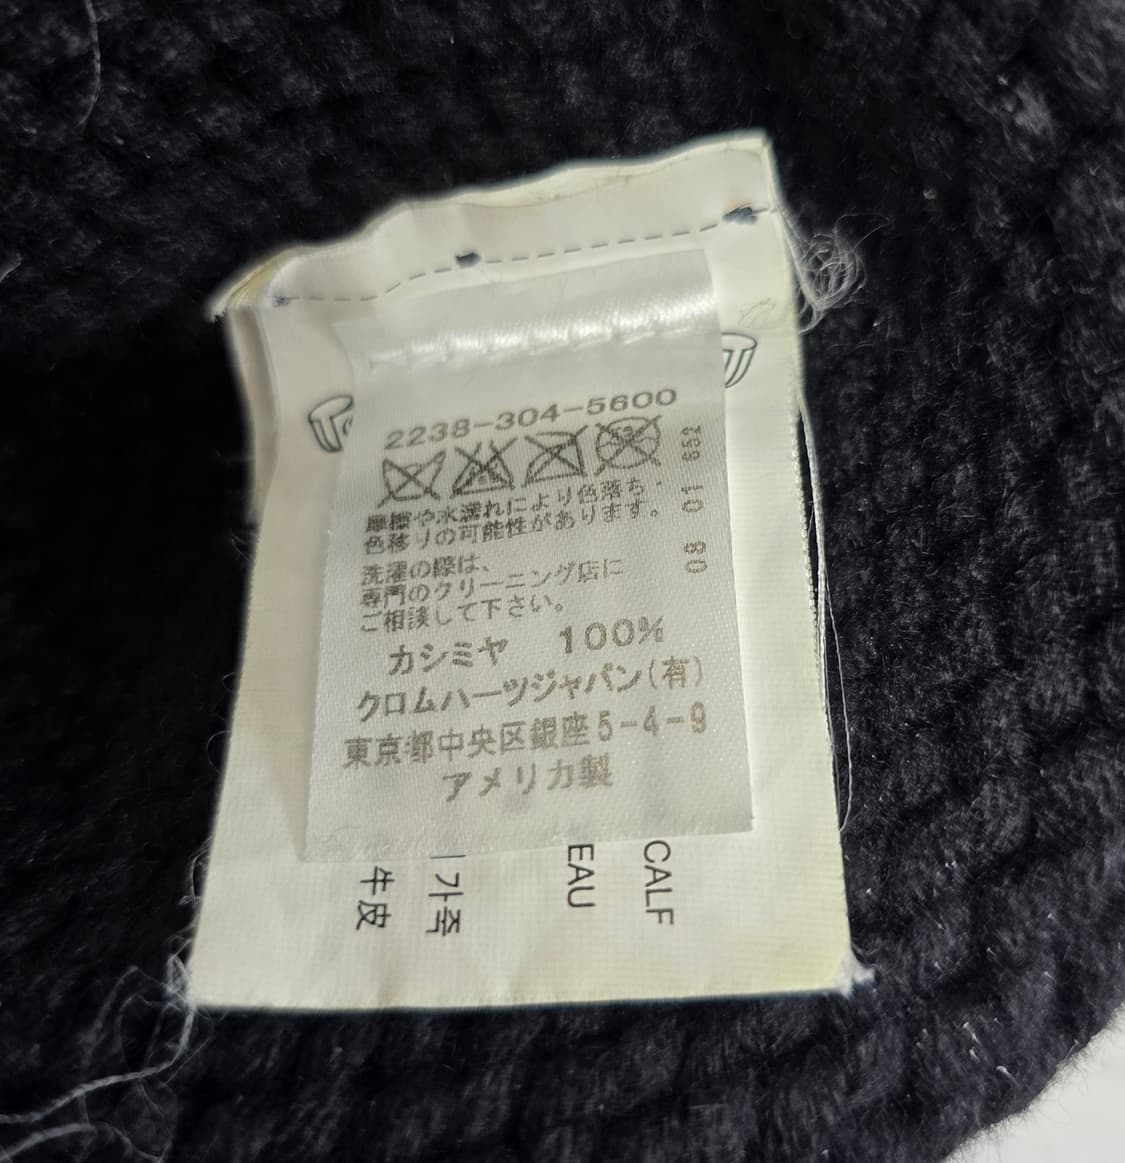 2238-304-5600
摩擦や水濡れにより色落ち・
色移りの可能性があります。
洗濯の際は、
専門のクリーニング店に
ご相談して下さい。
カシミヤ 100%
クロムハーツジャパン(有)
東京都中央区銀座5-4-9
アメリカ製
08 01 652
CALF
EAU
가죽
牛皮